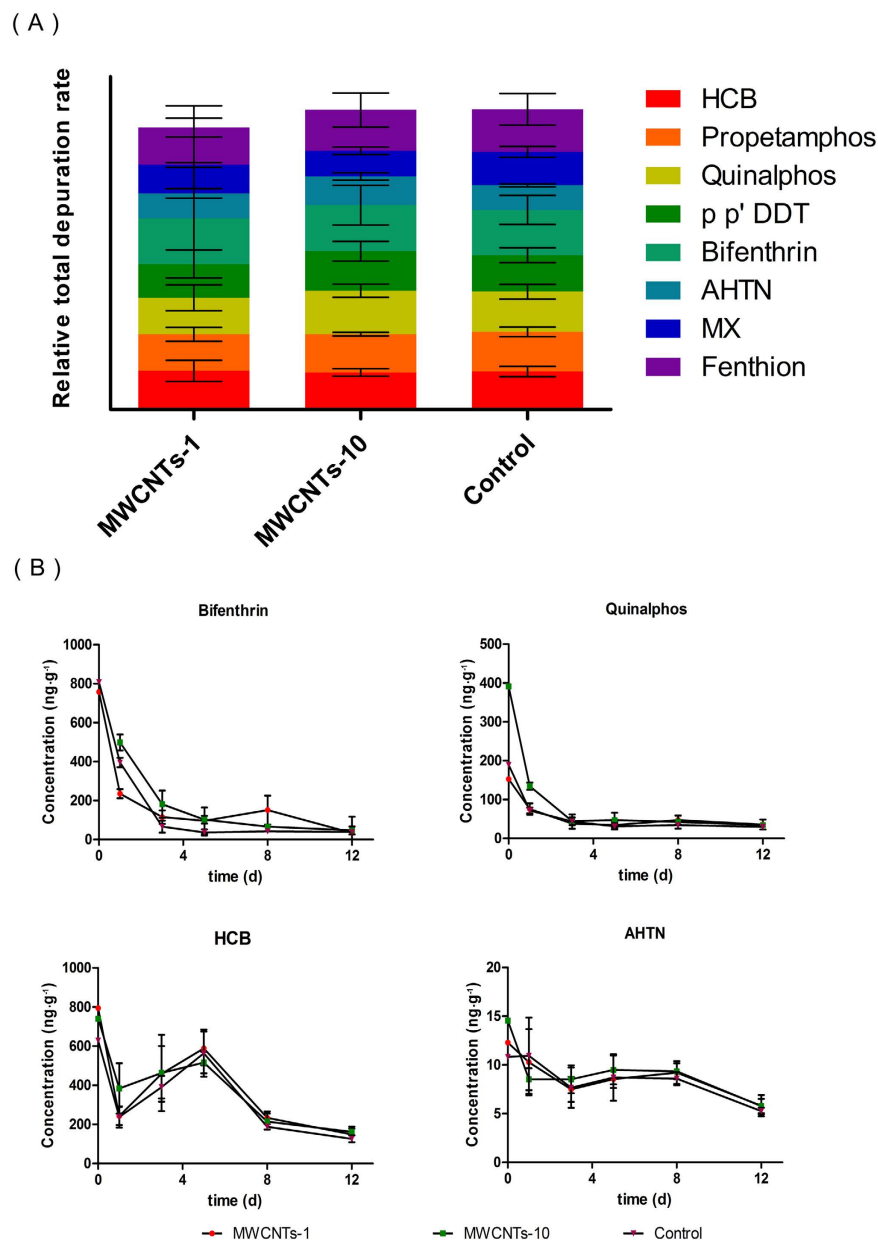 ( A )
Relative total depuration rate
HCB
Propetamphos
Quinalphos
p p' DDT
Bifenthrin
AHTN
MX
Fenthion
MWCNTs-1
MWCNTs-10
Control
( B )
Bifenthrin
Concentration (ng·g⁻¹)
1000
800
600
400
200
0
0 4 8 12
time (d)
Quinalphos
Concentration (ng·g⁻¹)
500
400
300
200
100
0
0 4 8 12
time (d)
HCB
Concentration (ng·g⁻¹)
1000
800
600
400
200
0
0 4 8 12
time (d)
AHTN
Concentration (ng·g⁻¹)
20
15
10
5
0
0 4 8 12
time (d)
MWCNTs-1 MWCNTs-10 Control